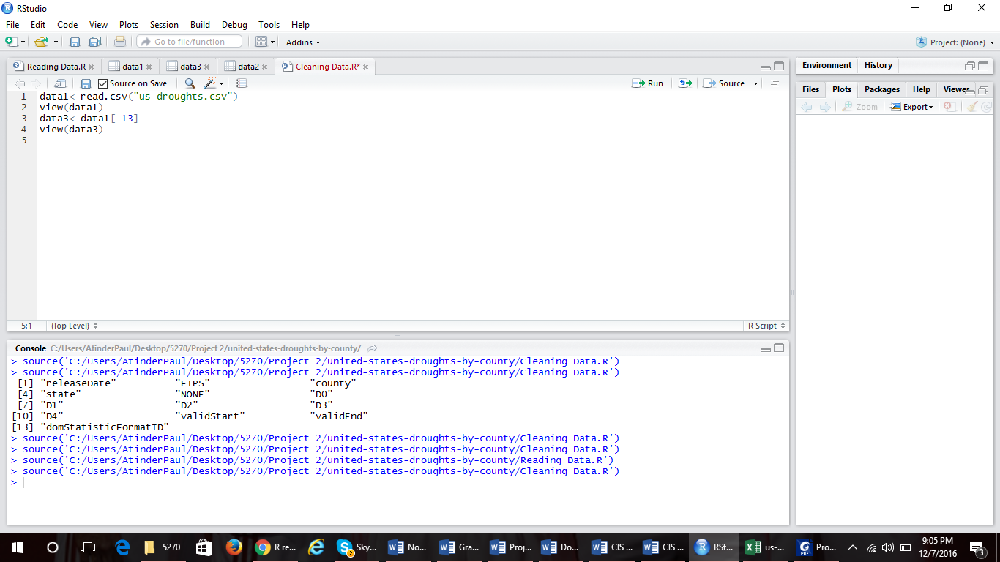 RStudio
File Edit Code View Plots Session Build Debug Tools Help
Go to file/function Addins Project: (None)
Reading Data.R data1 data3 data2 Cleaning Data.R*
Source on Save Run Source
1 data1<-read.csv("us-droughts.csv")
2 View(data1)
3 data3<-data1[-13]
4 View(data3)
5
5:1 (Top Level) R Script
Console C:/Users/AtinderPaul/Desktop/5270/Project 2/united-states-droughts-by-county/
> source('C:/Users/AtinderPaul/Desktop/5270/Project 2/united-states-droughts-by-county/Cleaning Data.R')
> source('C:/Users/AtinderPaul/Desktop/5270/Project 2/united-states-droughts-by-county/Cleaning Data.R')
[1] "releaseDate" "FIPS" "county"
[4] "state" "NONE" "D0"
[7] "D1" "D2" "D3"
[10] "D4" "validStart" "validEnd"
[13] "domStatisticFormatID"
> source('C:/Users/AtinderPaul/Desktop/5270/Project 2/united-states-droughts-by-county/Cleaning Data.R')
> source('C:/Users/AtinderPaul/Desktop/5270/Project 2/united-states-droughts-by-county/Cleaning Data.R')
> source('C:/Users/AtinderPaul/Desktop/5270/Project 2/united-states-droughts-by-county/Reading Data.R')
> source('C:/Users/AtinderPaul/Desktop/5270/Project 2/united-states-droughts-by-county/Cleaning Data.R')
>
Environment History
Files Plots Packages Help Viewer
Zoom Export
5270 R re... Sky... No... Gra... Proj... Do... CIS ... CIS ... RSt... us-... Pro...
9:05 PM
12/7/2016
3